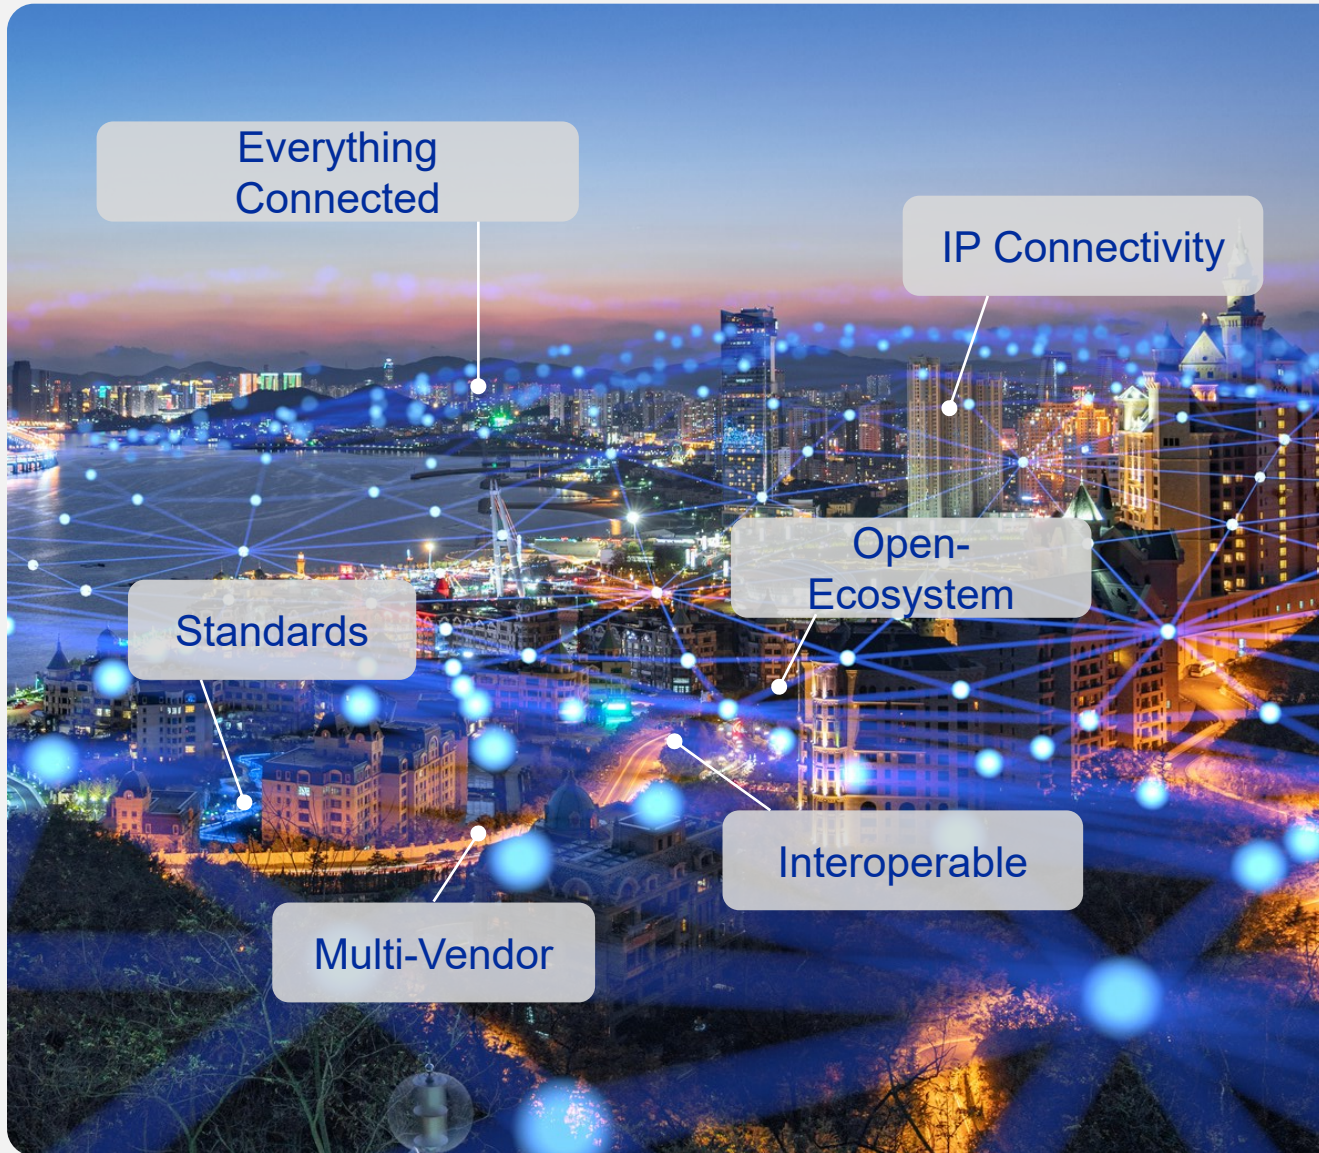 Everything
Connected
IP Connectivity
Open-
Ecosystem
Standards
Interoperable
Multi-Vendor